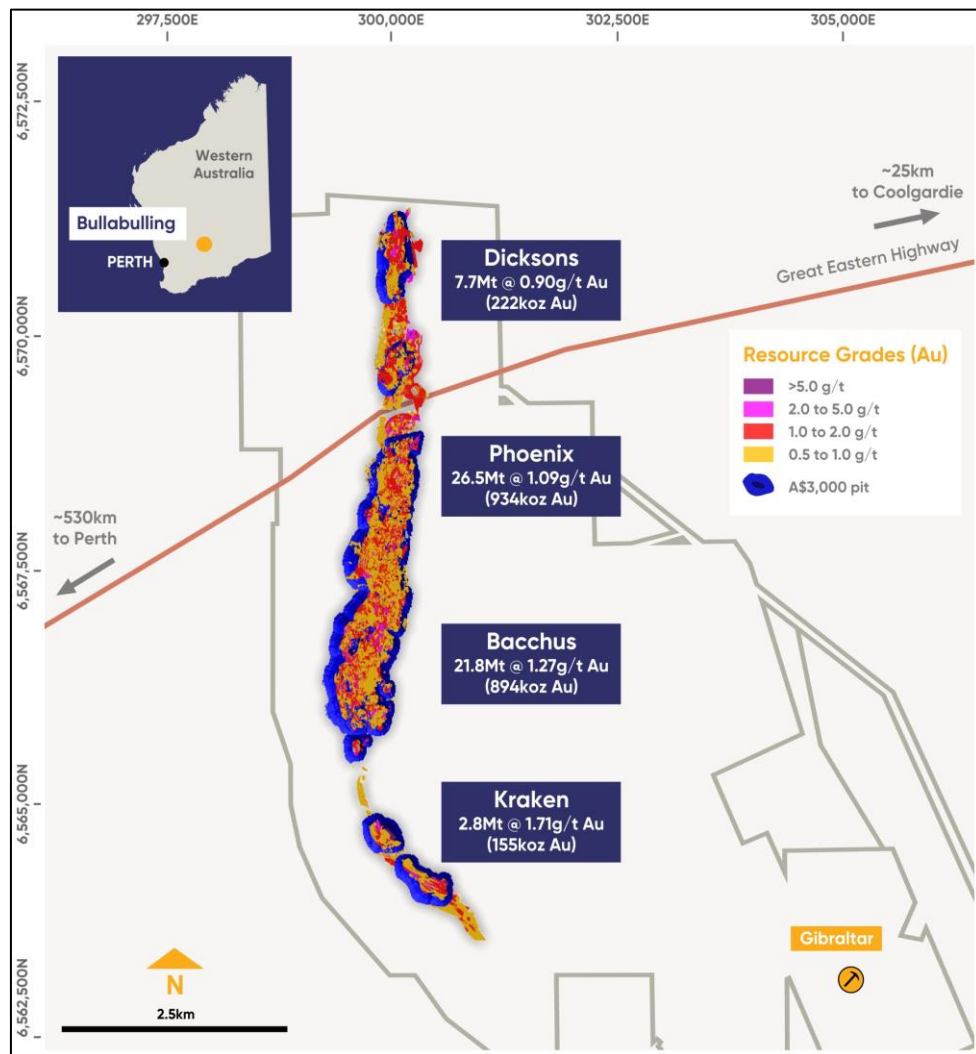 297,500E
300,000E
302,500E
305,000E
6,572,500N
6,570,000N
6,567,500N
6,565,000N
6,562,500N
Western
Australia
Bullabulling
PERTH
~25km
to Coolgardie
Great Eastern Highway
Dicksons
7.7Mt @ 0.90g/t Au
(222koz Au)
Resource Grades (Au)
>5.0 g/t
2.0 to 5.0 g/t
1.0 to 2.0 g/t
0.5 to 1.0 g/t
A$3,000 pit
Phoenix
26.5Mt @ 1.09g/t Au
(934koz Au)
~530km
to Perth
Bacchus
21.8Mt @ 1.27g/t Au
(894koz Au)
Kraken
2.8Mt @ 1.71g/t Au
(155koz Au)
Gibraltar
N
2.5km